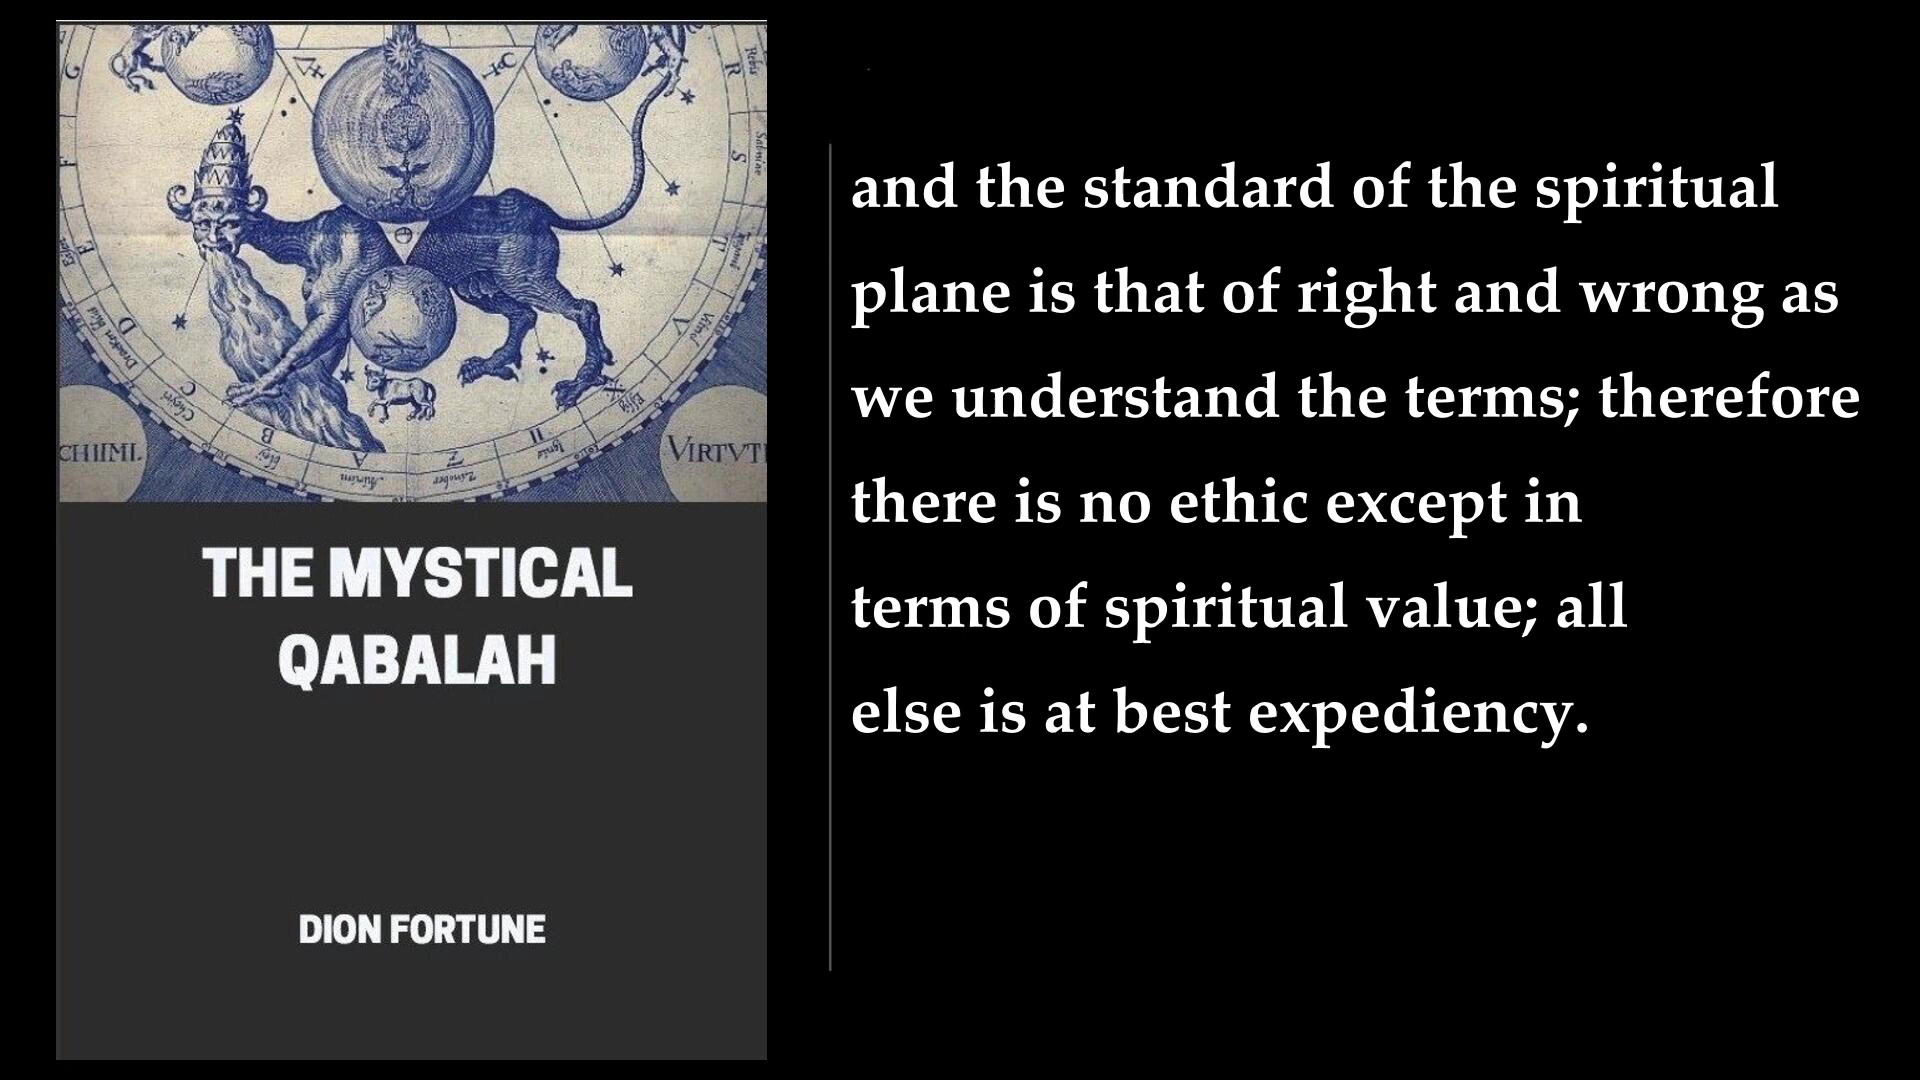 THE MYSTICAL
QABALAH
DION FORTUNE
CHIIMI.
VIRTVTI
and the standard of the spiritual
plane is that of right and wrong as
we understand the terms; therefore
there is no ethic except in
terms of spiritual value; all
else is at best expediency.